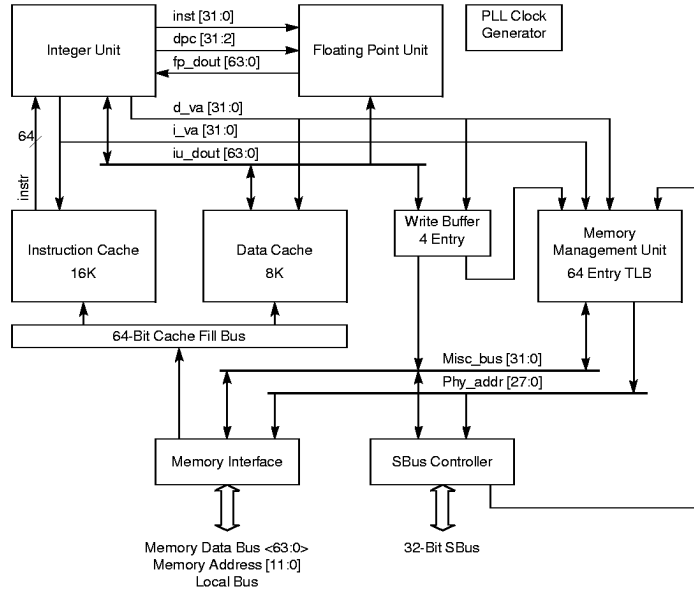 Integer Unit
inst [31:0]
dpc [31:2]
fp_dout [63:0]
Floating Point Unit
PLL Clock
Generator
d_va [31:0]
i_va [31:0]
iu_dout [63:0]
64
instr
Instruction Cache
16K
Data Cache
8K
Write Buffer
4 Entry
Memory
Management Unit
64 Entry TLB
64-Bit Cache Fill Bus
Misc_bus [31:0]
Phy_addr [27:0]
Memory Interface
SBus Controller
Memory Data Bus <63:0>
Memory Address [11:0]
Local Bus
32-Bit SBus